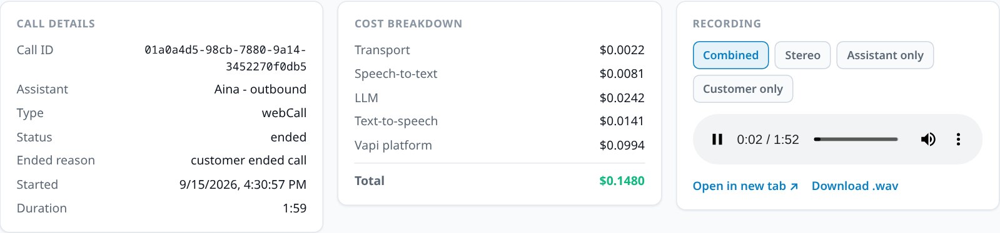 CALL DETAILS
Call ID 01a0a4d5-98cb-7880-9a14-
3452270f0db5
Assistant Aina - outbound
Type webCall
Status ended
Ended reason customer ended call
Started 9/15/2026, 4:30:57 PM
Duration 1:59
COST BREAKDOWN
Transport $0.0022
Speech-to-text $0.0081
LLM $0.0242
Text-to-speech $0.0141
Vapi platform $0.0994
Total $0.1480
RECORDING
Combined Stereo Assistant only
Customer only
0:02 / 1:52
Open in new tab ↗ Download .wav